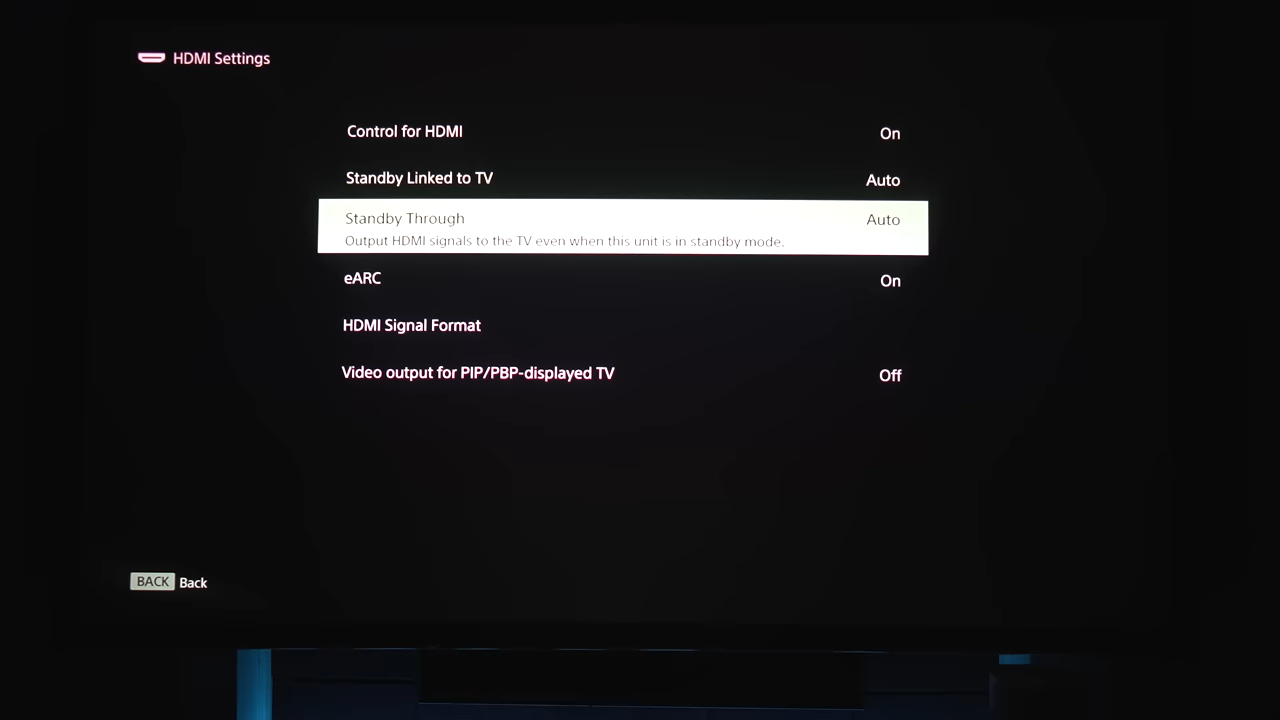 HDMI Settings
Control for HDMI On
Standby Linked to TV Auto
Standby Through Auto
Output HDMI signals to the TV even when this unit is in standby mode.
eARC On
HDMI Signal Format
Video output for PIP/PBP-displayed TV Off
BACK Back